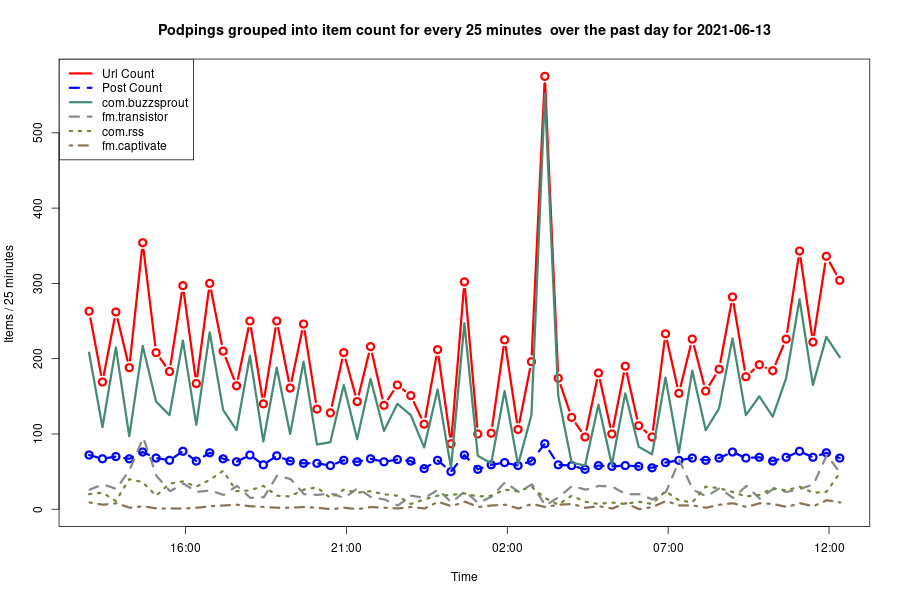 Podpings grouped into item count for every 25 minutes  over the past day for 2021-06-13
Url Count
Post Count
com.buzzsprout
fm.transistor
com.rss
fm.captivate
Items / 25 minutes
500
400
300
200
100
0
16:00 21:00 02:00 07:00 12:00
Time